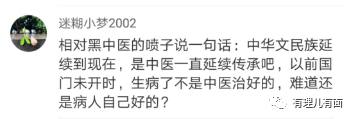 迷糊小梦2002
相对黑中医的喷子说一句话：中华文民族延
续到现在，是中医一直延续传承吧，以前国
门未开时，生病了不是中医治好的，难道还
是病人自己好的？
有理儿有面